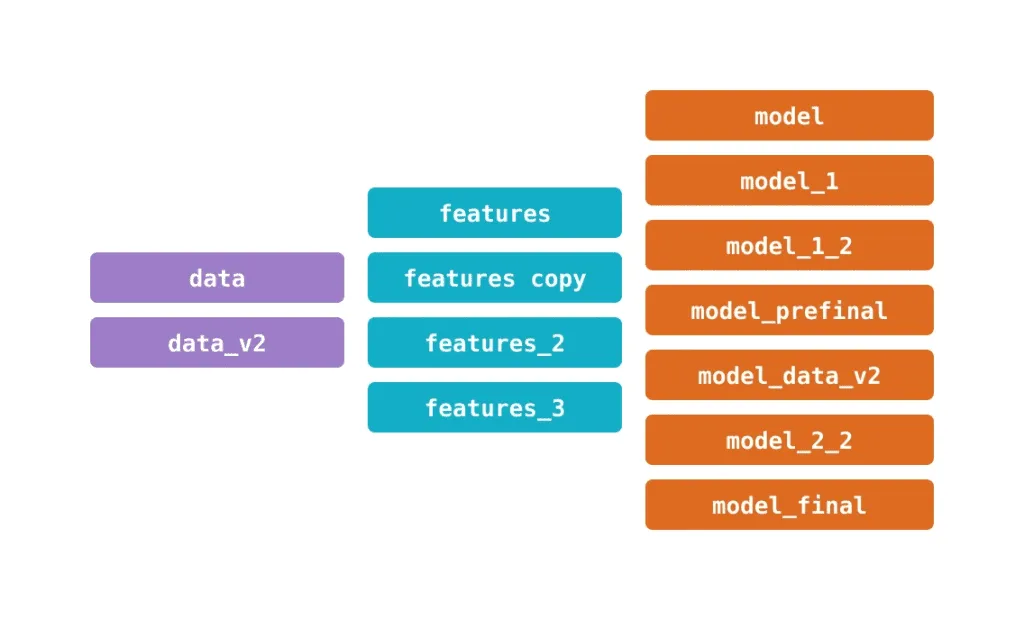 data
data_v2
features
features copy
features_2
features_3
model
model_1
model_1_2
model_prefinal
model_data_v2
model_2_2
model_final